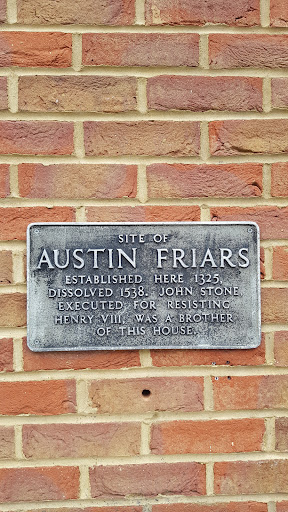 SITE OF
AUSTIN FRIARS
ESTABLISHED HERE 1325,
DISSOLVED 1538. JOHN STONE
EXECUTED FOR RESISTING
HENRY VIII, WAS A BROTHER
OF THIS HOUSE.